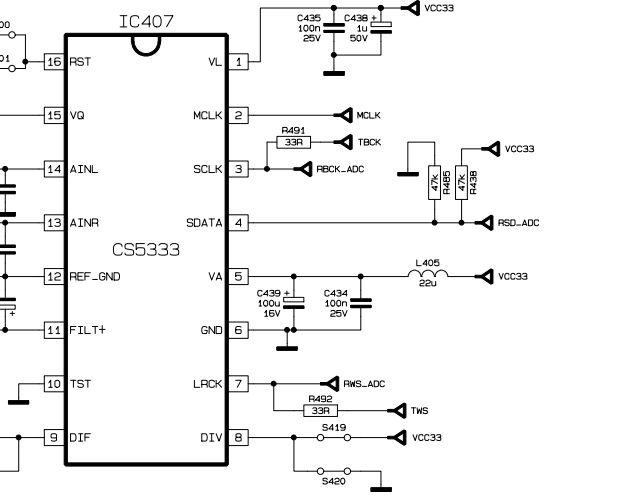 IC407
C435
100n
25V
C438
1u
50V
VCC33
00
01
16 RST
VL 1
15 VQ
MCLK 2
MCLK
R491
33R
TBCK
14 AINL
SCLK 3
RBCK_ADC
47K
R485
47K
R438
VCC33
13 AINR
SDATA 4
RSD_ADC
CS5333
12 REF_GND
VA 5
L405
22u
VCC33
C439
100u
16V
C434
100n
25V
11 FILT+
GND 6
10 TST
LRCK 7
RWS_ADC
R492
33R
TWS
9 DIF
DIV 8
S419
VCC33
S420